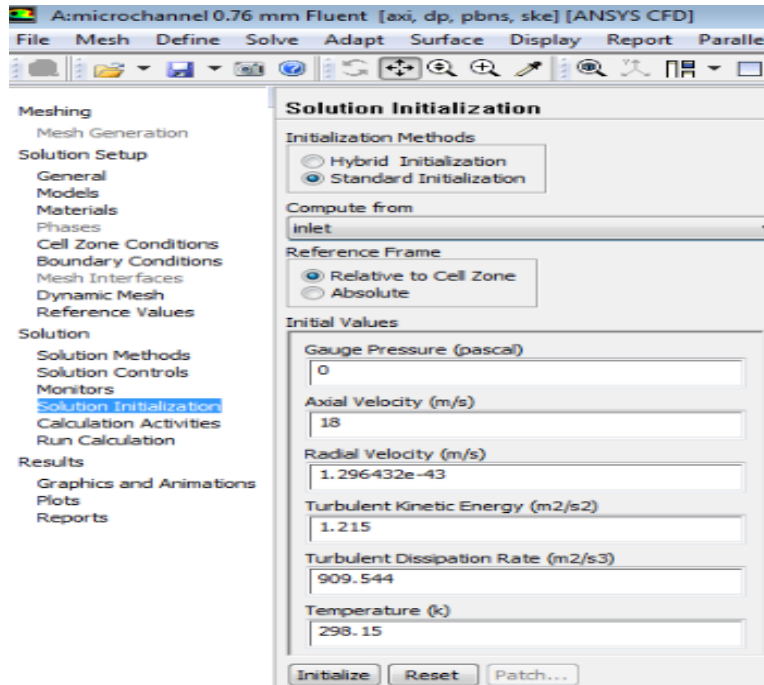 A:microchannel 0.76 mm Fluent [axi, dp, pbns, ske] [ANSYS CFD]
File Mesh Define Solve Adapt Surface Display Report Paralle
Meshing
Mesh Generation
Solution Setup
General
Models
Materials
Phases
Cell Zone Conditions
Boundary Conditions
Mesh Interfaces
Dynamic Mesh
Reference Values
Solution
Solution Methods
Solution Controls
Monitors
Solution Initialization
Calculation Activities
Run Calculation
Results
Graphics and Animations
Plots
Reports
Solution Initialization
Initialization Methods
Hybrid Initialization
Standard Initialization
Compute from
inlet
Reference Frame
Relative to Cell Zone
Absolute
Initial Values
Gauge Pressure (pascal)
0
Axial Velocity (m/s)
18
Radial Velocity (m/s)
1.296432e-43
Turbulent Kinetic Energy (m2/s2)
1.215
Turbulent Dissipation Rate (m2/s3)
909.544
Temperature (k)
298.15
Initialize Reset Patch...